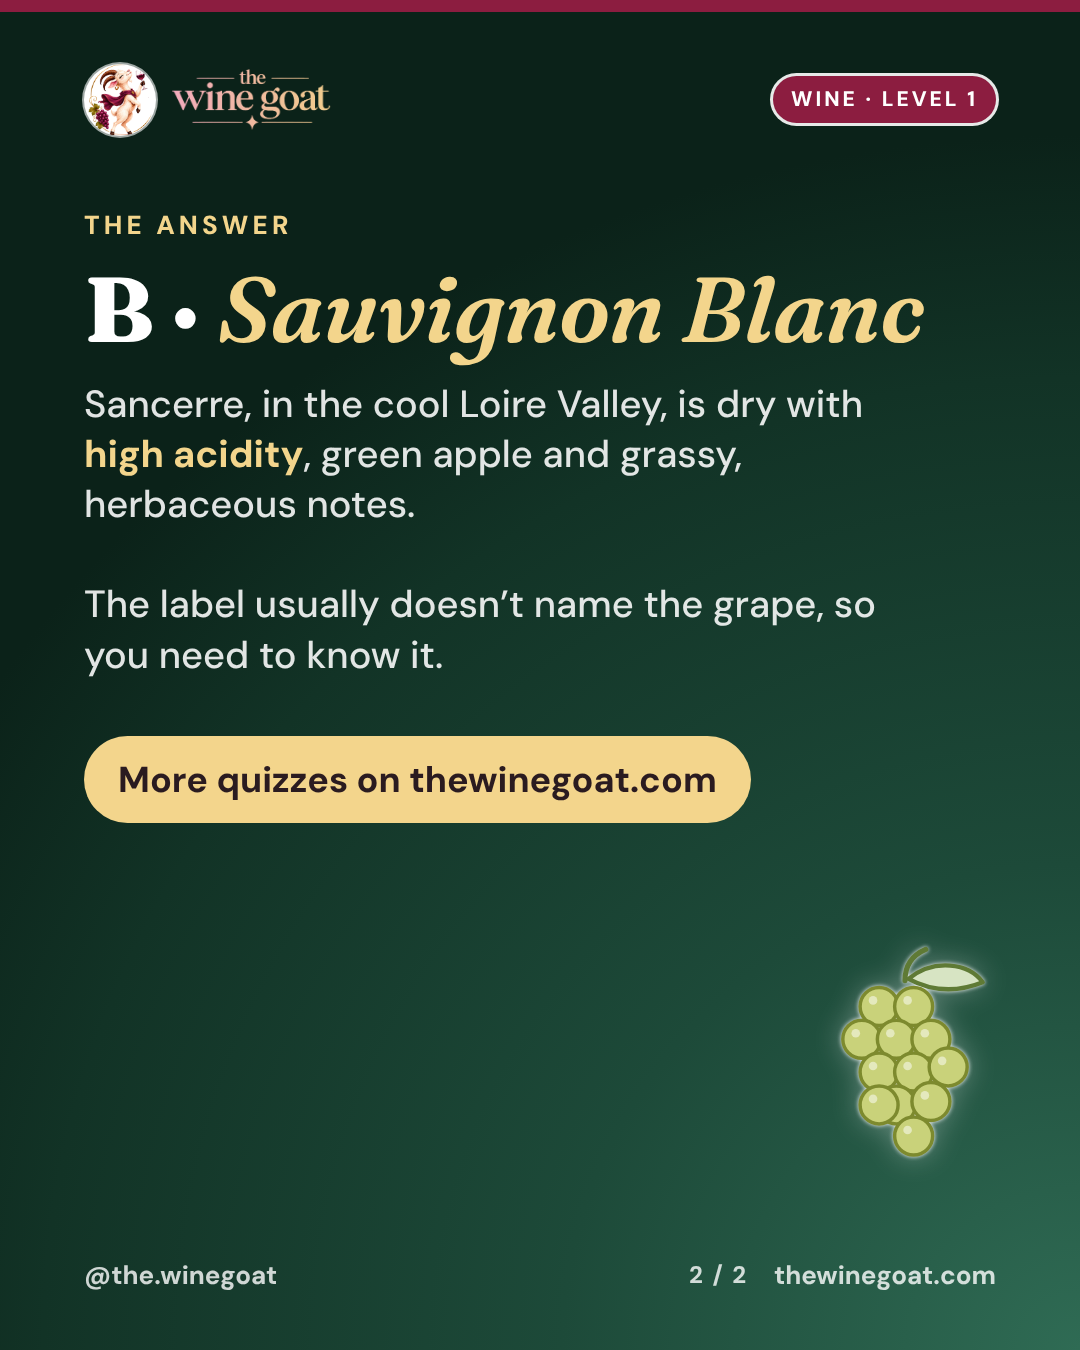 the
wine goat
WINE · LEVEL 1
THE ANSWER
B · Sauvignon Blanc
Sancerre, in the cool Loire Valley, is dry with
high acidity, green apple and grassy,
herbaceous notes.
The label usually doesn’t name the grape, so
you need to know it.
More quizzes on thewinegoat.com
@the.winegoat
2 / 2 thewinegoat.com